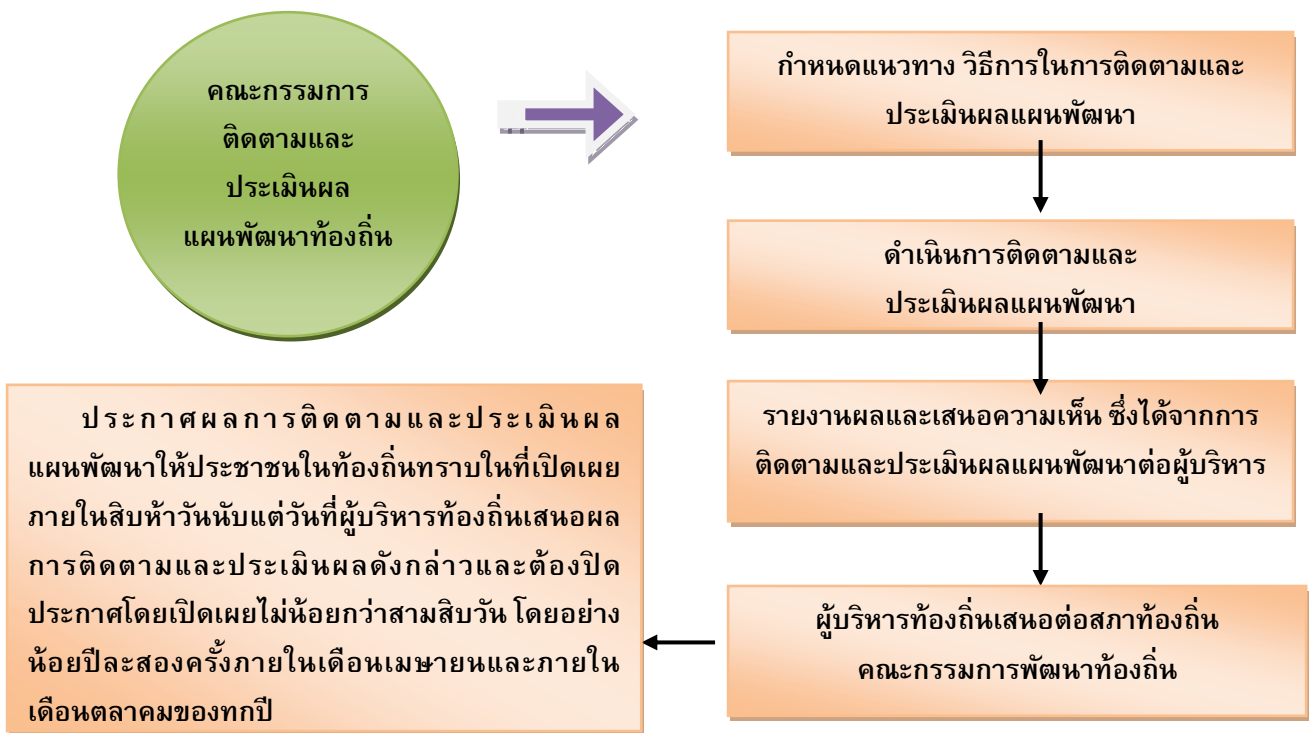 คณะกรรมการ
ติดตามและ
ประเมินผล
แผนพัฒนาท้องถิ่น
กำหนดแนวทาง วิธีการในการติดตามและ
ประเมินผลแผนพัฒนา
ดำเนินการติดตามและ
ประเมินผลแผนพัฒนา
รายงานผลและเสนอความเห็น ซึ่งได้จากการ
ติดตามและประเมินผลแผนพัฒนาต่อผู้บริหาร
ผู้บริหารท้องถิ่นเสนอต่อสภาท้องถิ่น
คณะกรรมการพัฒนาท้องถิ่น
ประกาศผลการติดตามและประเมินผล
แผนพัฒนาให้ประชาชนในท้องถิ่นทราบในที่เปิดเผย
ภายในสิบห้าวันนับแต่วันที่ผู้บริหารท้องถิ่นเสนอผล
การติดตามและประเมินผลดังกล่าวและต้องปิด
ประกาศโดยเปิดเผยไม่น้อยกว่าสามสิบวัน โดยอย่าง
น้อยปีละสองครั้งภายในเดือนเมษายนและภายใน
เดือนตุลาคมของทุกปี